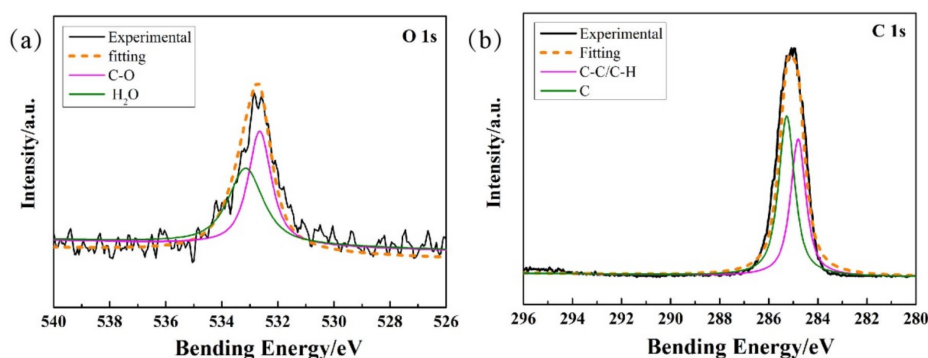 (a)
O 1s
Experimental
fitting
C-O
H₂O
Intensity/a.u.
540 538 536 534 532 530 528 526
Bending Energy/eV
(b)
C 1s
Experimental
Fitting
C-C/C-H
C
Intensity/a.u.
296 294 292 290 288 286 284 282 280
Bending Energy/eV